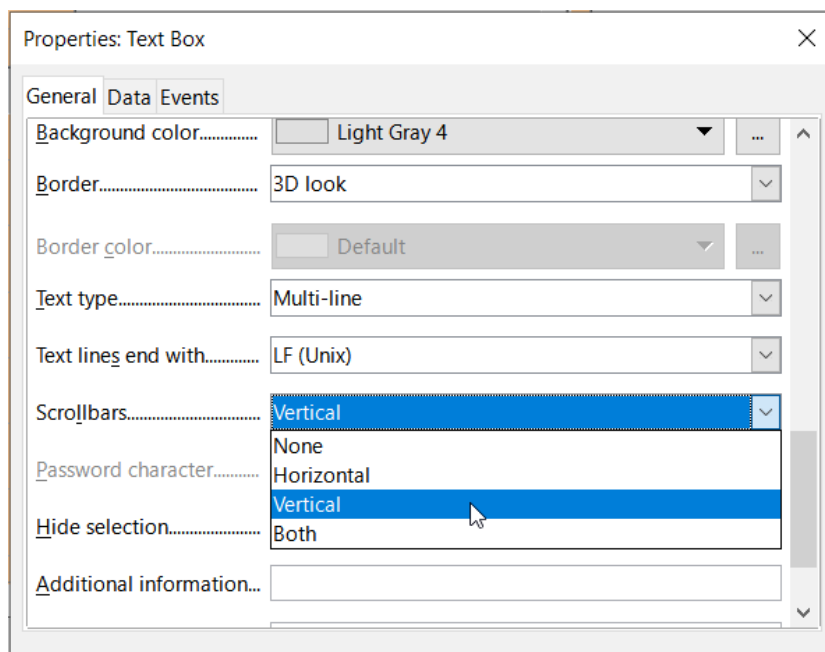 Properties: Text Box
General Data Events
Background color.............. Light Gray 4 ...
Border...................................... 3D look
Border color.......................... Default ...
Text type.................................. Multi-line
Text lines end with............. LF (Unix)
Scrollbars................................ Vertical
None
Horizontal
Password character...........
Vertical
Hide selection......................
Both
Additional information...